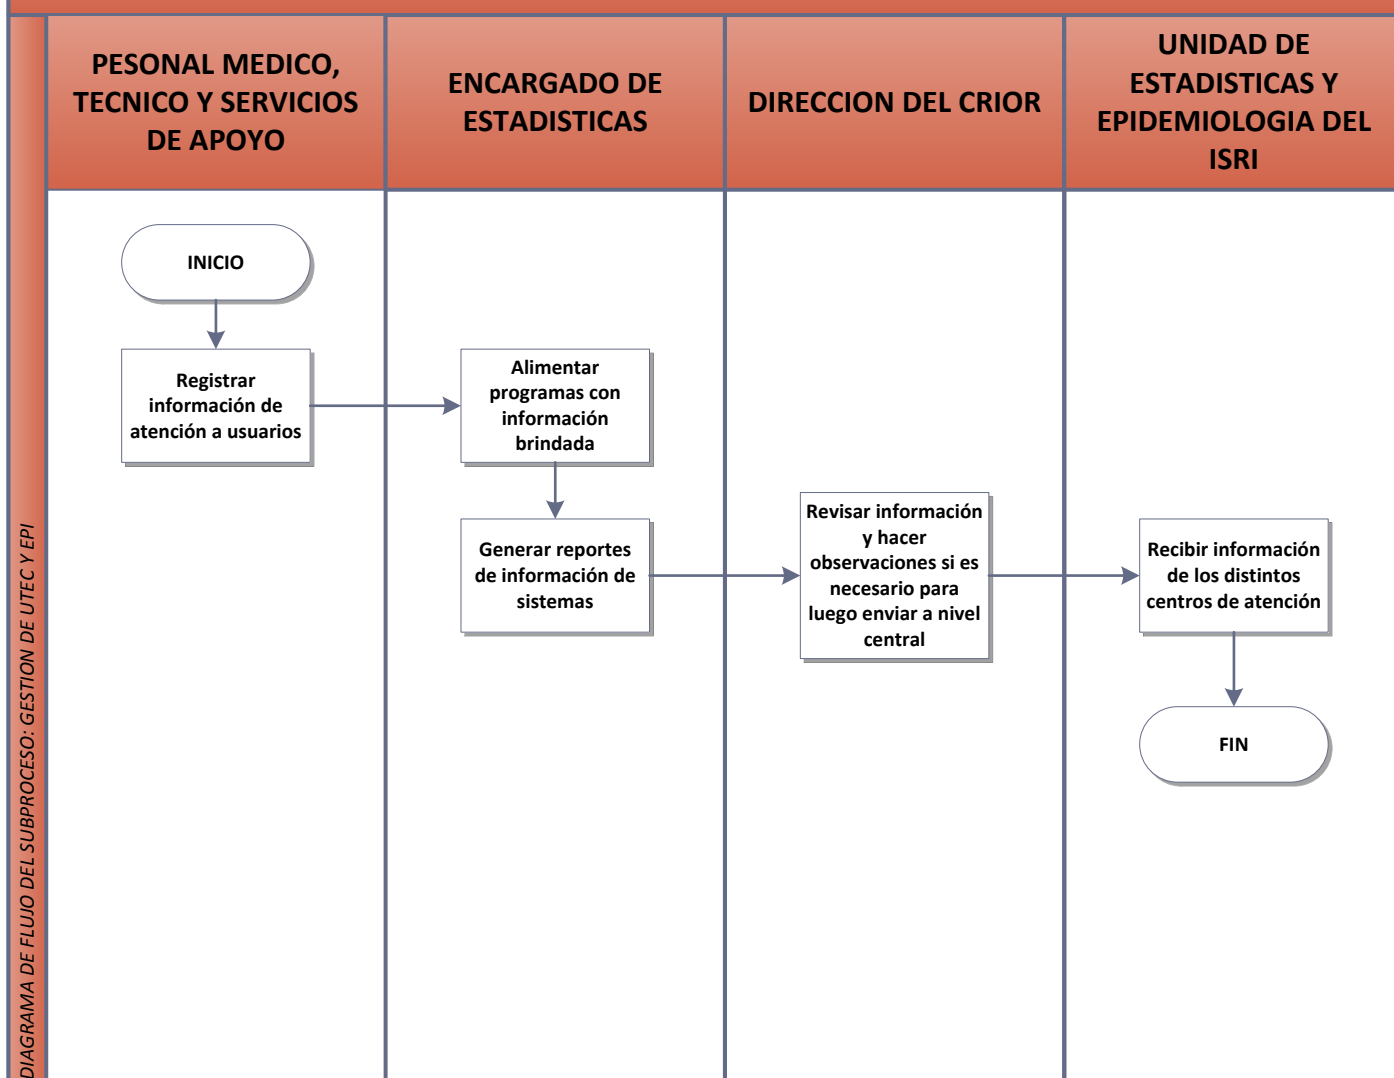 PESONAL MEDICO,
TECNICO Y SERVICIOS
DE APOYO
ENCARGADO DE
ESTADISTICAS
DIRECCION DEL CRIOR
UNIDAD DE
ESTADISTICAS Y
EPIDEMIOLOGIA DEL
ISRI
DIAGRAMA DE FLUJO DEL SUBPROCESO: GESTION DE UTEC Y EPI
INICIO
Registrar
información de
atención a usuarios
Alimentar
programas con
información
brindada
Generar reportes
de información de
sistemas
Revisar información
y hacer
observaciones si es
necesario para
luego enviar a nivel
central
Recibir información
de los distintos
centros de atención
FIN